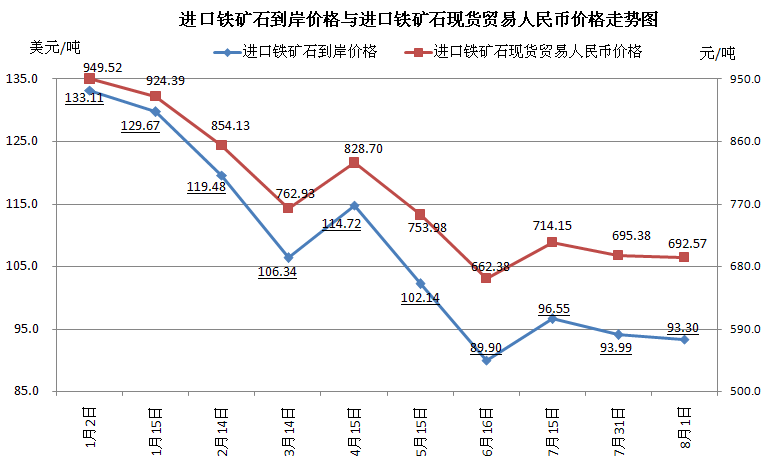 进口铁矿石到岸价格与进口铁矿石现货贸易人民币价格走势图
美元/吨
进口铁矿石到岸价格
进口铁矿石现货贸易人民币价格
元/吨
135.0
125.0
115.0
105.0
95.0
85.0
949.52
924.39
854.13
762.93
828.70
753.98
662.38
714.15
695.38
692.57
133.11
129.67
119.48
106.34
114.72
102.14
89.90
96.55
93.99
93.30
950.0
860.0
770.0
680.0
590.0
500.0
1月2日
1月15日
2月14日
3月14日
4月15日
5月15日
6月16日
7月15日
7月31日
8月1日